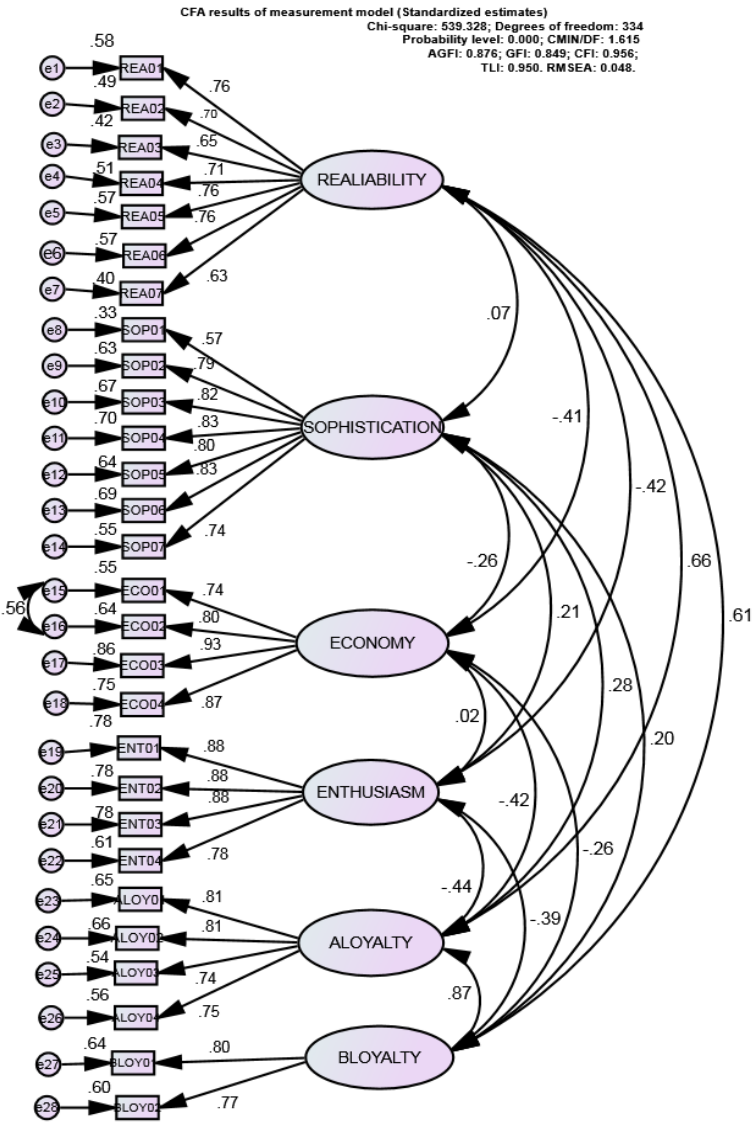 CFA results of measurement model (Standardized estimates)
Chi-square: 539.328; Degrees of freedom: 334
Probability level: 0.000; CMIN/DF: 1.615
AGFI: 0.876; GFI: 0.849; CFI: 0.956;
TLI: 0.950. RMSEA: 0.048.
.58
e1 REA01 .76
.49
e2 REA02 .70
.42
e3 REA03 .65
.51
e4 REA04 .71
.57
e5 REA05 .76
.57
e6 REA06 .76
.40
e7 REA07 .63
REALIABILITY
.33
e8 SOP01 .57
.63
e9 SOP02 .79
.67
e10 SOP03 .82
.70
e11 SOP04 .83
.64
e12 SOP05 .80
.69
e13 SOP06 .83
.55
e14 SOP07 .74
SOPHISTICATION
.55
e15 ECO01 .74
.56
.64
e16 ECO02 .80
.86
e17 ECO03 .93
.75
e18 ECO04 .87
ECONOMY
.78
e19 ENT01 .88
.78
e20 ENT02 .88
.78
e21 ENT03 .88
.61
e22 ENT04 .78
ENTHUSIASM
.65
e23 ALOY01 .81
.66
e24 ALOY02 .81
.54
e25 ALOY03 .74
.56
e26 ALOY04 .75
ALOYALTY
.64
e27 BLOY01 .80
.60
e28 BLOY02 .77
BLOYALTY
.07
-.41
-.42
.66
.61
-.26
.21
.28
.20
.02
-.42
-.26
-.44
-.39
.87